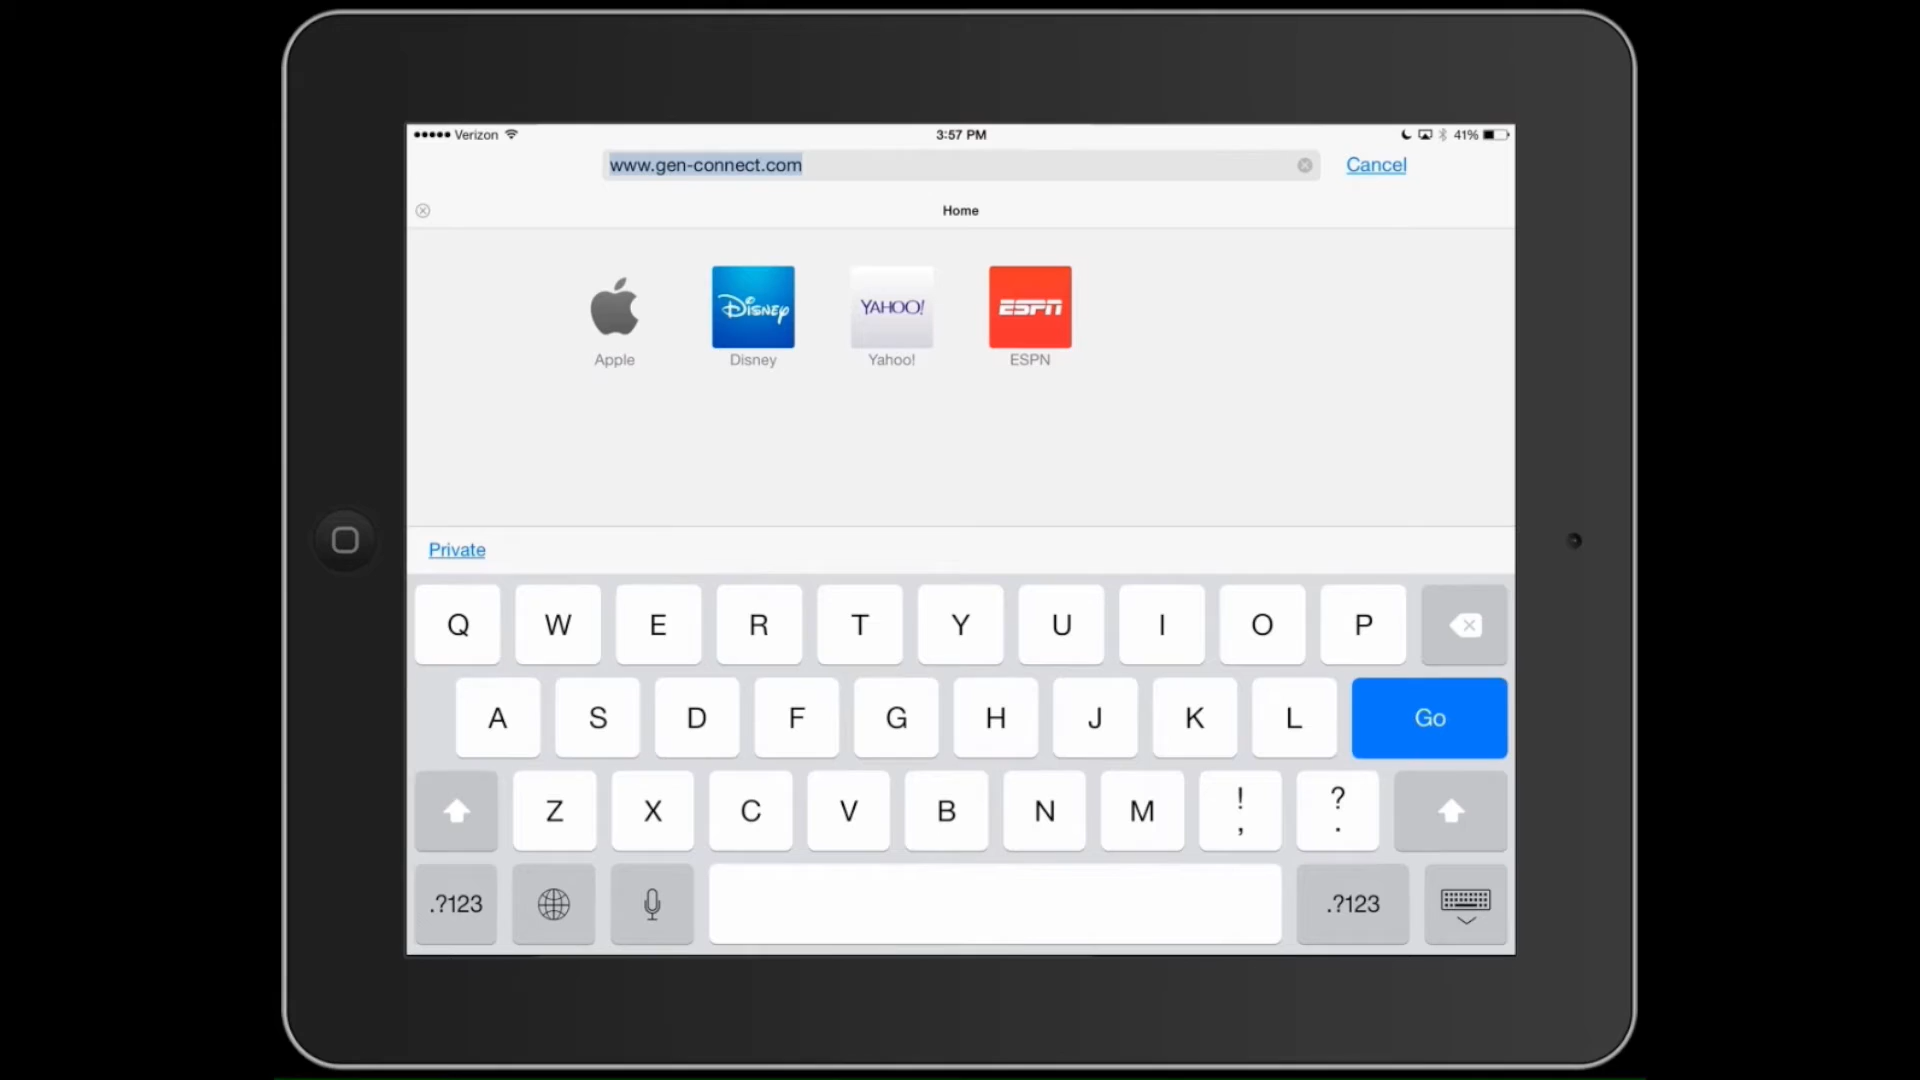 Verizon 3:57 PM 41%
www.gen-connect.com Cancel
Home
Disney YAHOO! ESPN
Apple Disney Yahoo! ESPN
Private
Q W E R T Y U I O P
A S D F G H J K L Go
Z X C V B N M ! , ? .
.?123 .?123